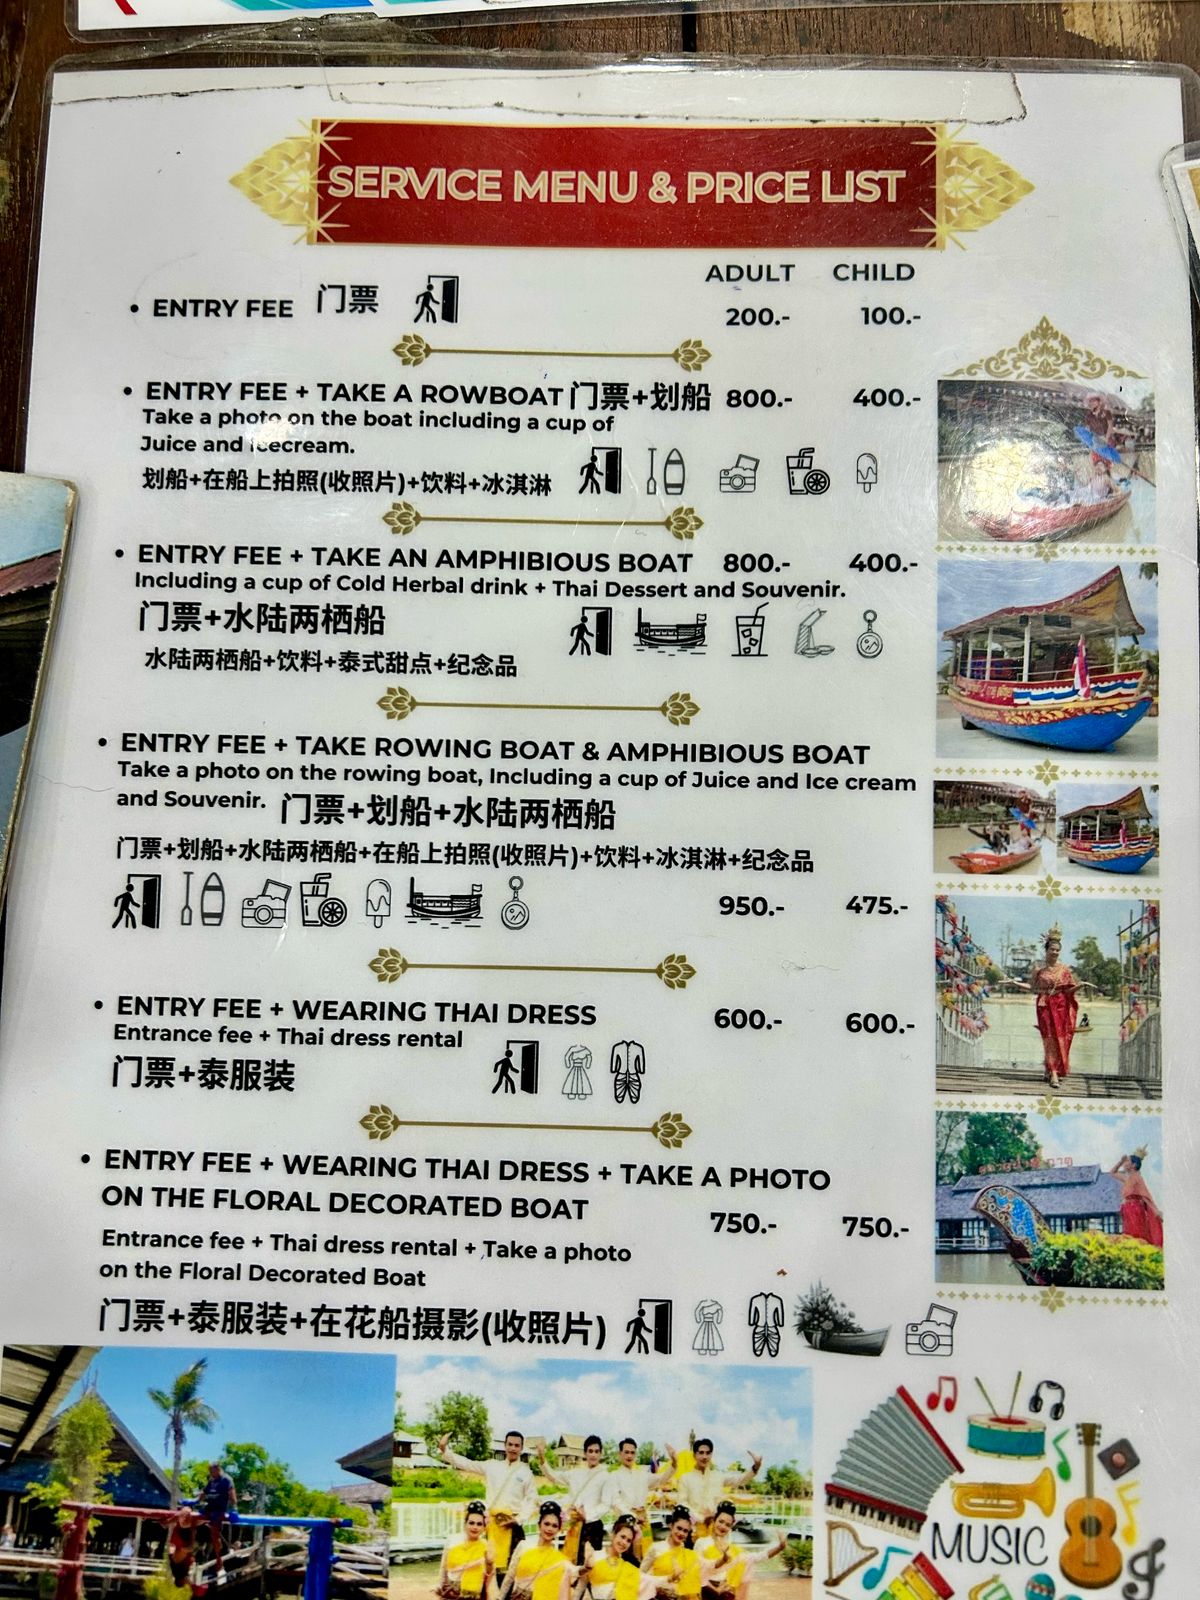 SERVICE MENU & PRICE LIST
ADULT CHILD
• ENTRY FEE 门票 200.- 100.-
• ENTRY FEE + TAKE A ROWBOAT 门票+划船 800.- 400.-
Take a photo on the boat including a cup of
Juice and Icecream.
划船+在船上拍照(收照片)+饮料+冰淇淋
• ENTRY FEE + TAKE AN AMPHIBIOUS BOAT 800.- 400.-
Including a cup of Cold Herbal drink + Thai Dessert and Souvenir.
门票+水陆两栖船
水陆两栖船+饮料+泰式甜点+纪念品
• ENTRY FEE + TAKE ROWING BOAT & AMPHIBIOUS BOAT
Take a photo on the rowing boat, Including a cup of Juice and Ice cream
and Souvenir. 门票+划船+水陆两栖船
门票+划船+水陆两栖船+在船上拍照(收照片)+饮料+冰淇淋+纪念品
950.- 475.-
• ENTRY FEE + WEARING THAI DRESS 600.- 600.-
Entrance fee + Thai dress rental
门票+泰服装
• ENTRY FEE + WEARING THAI DRESS + TAKE A PHOTO
ON THE FLORAL DECORATED BOAT 750.- 750.-
Entrance fee + Thai dress rental + Take a photo
on the Floral Decorated Boat
门票+泰服装+在花船摄影(收照片)
MUSIC